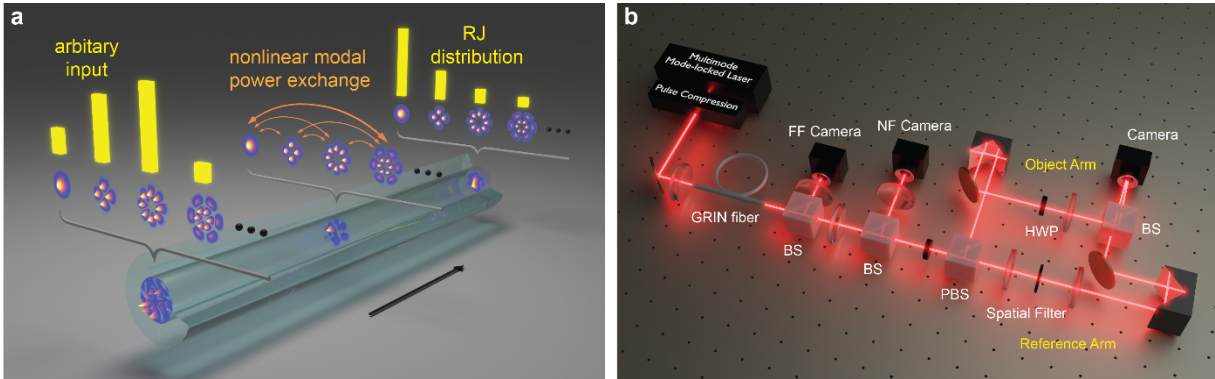 a
arbitary
input
nonlinear modal
power exchange
RJ
distribution
b
Multimode
Mode-locked Laser
Pulse Compression
FF Camera
NF Camera
Camera
Object Arm
GRIN fiber
HWP
BS
BS
BS
PBS
Spatial Filter
Reference Arm